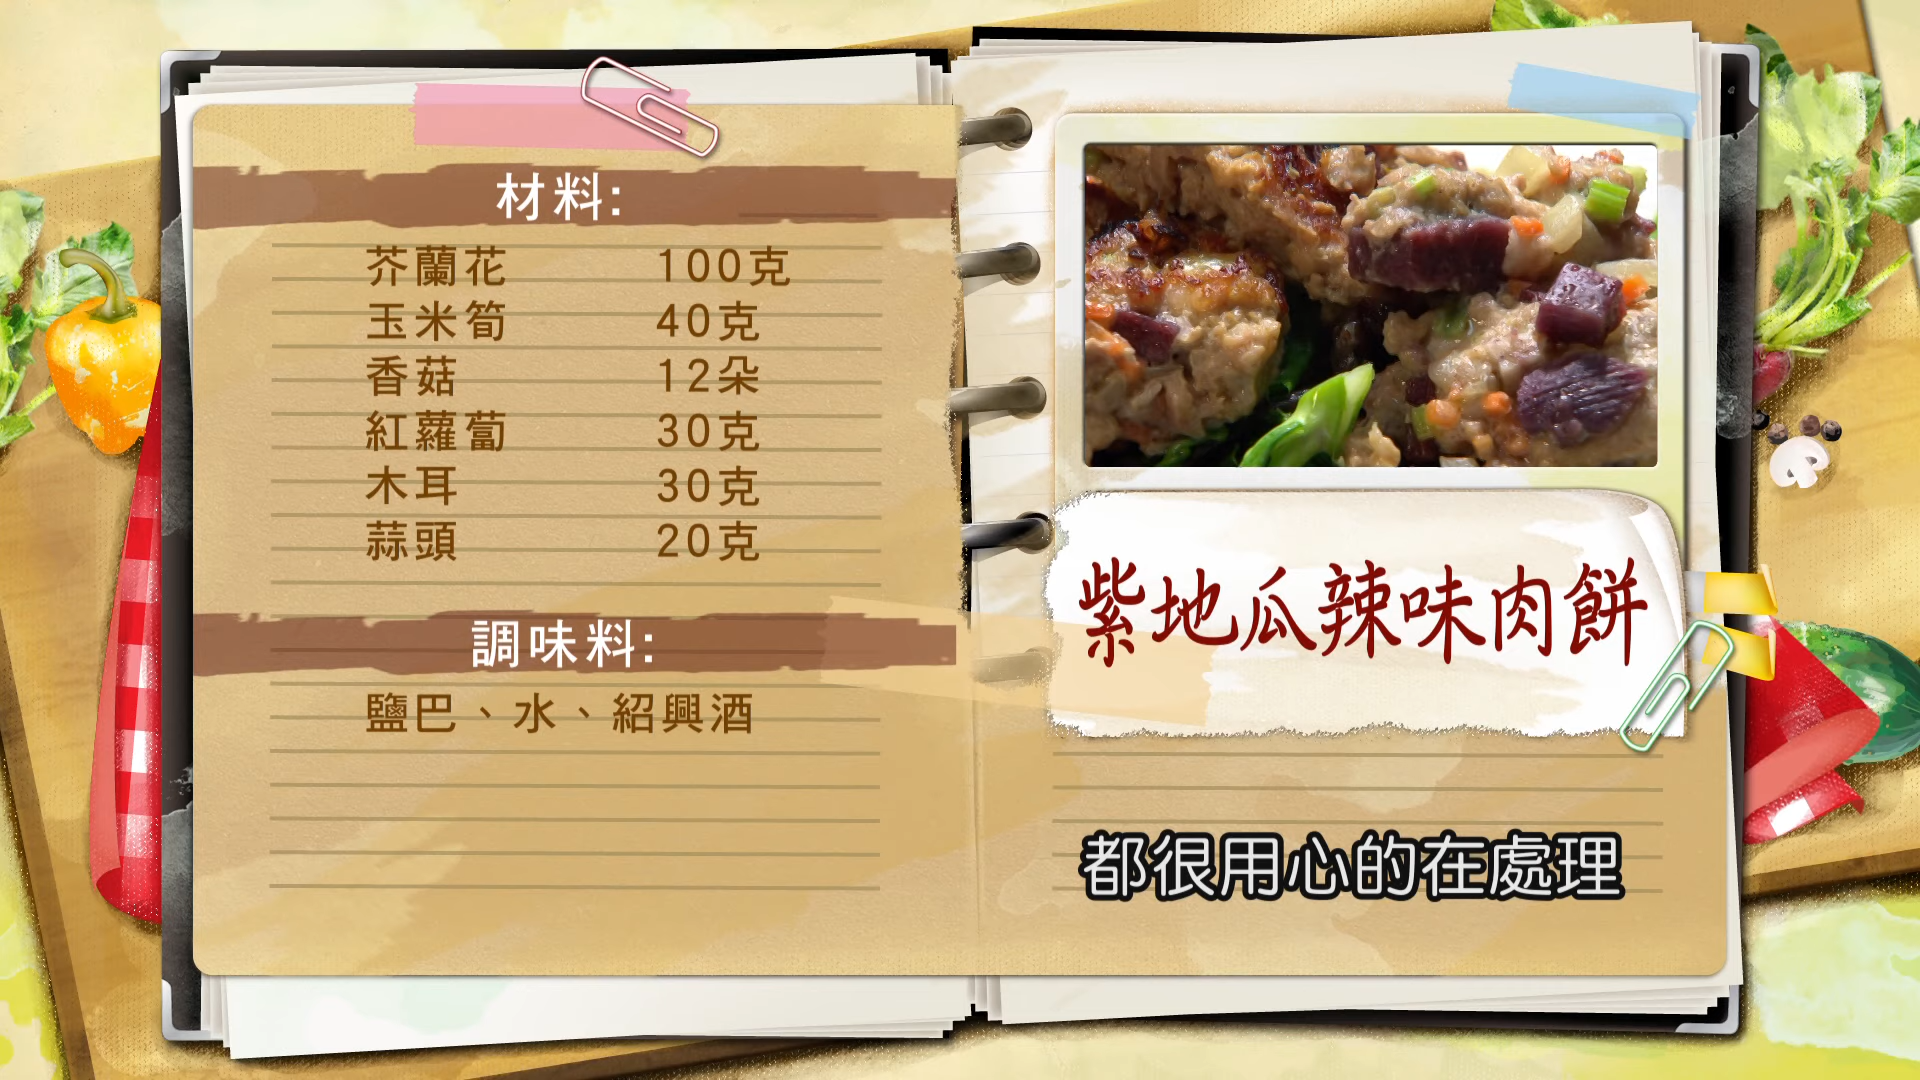 材料:
芥蘭花 100克
玉米筍 40克
香菇 12朵
紅蘿蔔 30克
木耳 30克
蒜頭 20克
調味料:
鹽巴、水、紹興酒
紫地瓜辣味肉餅
都很用心的在處理